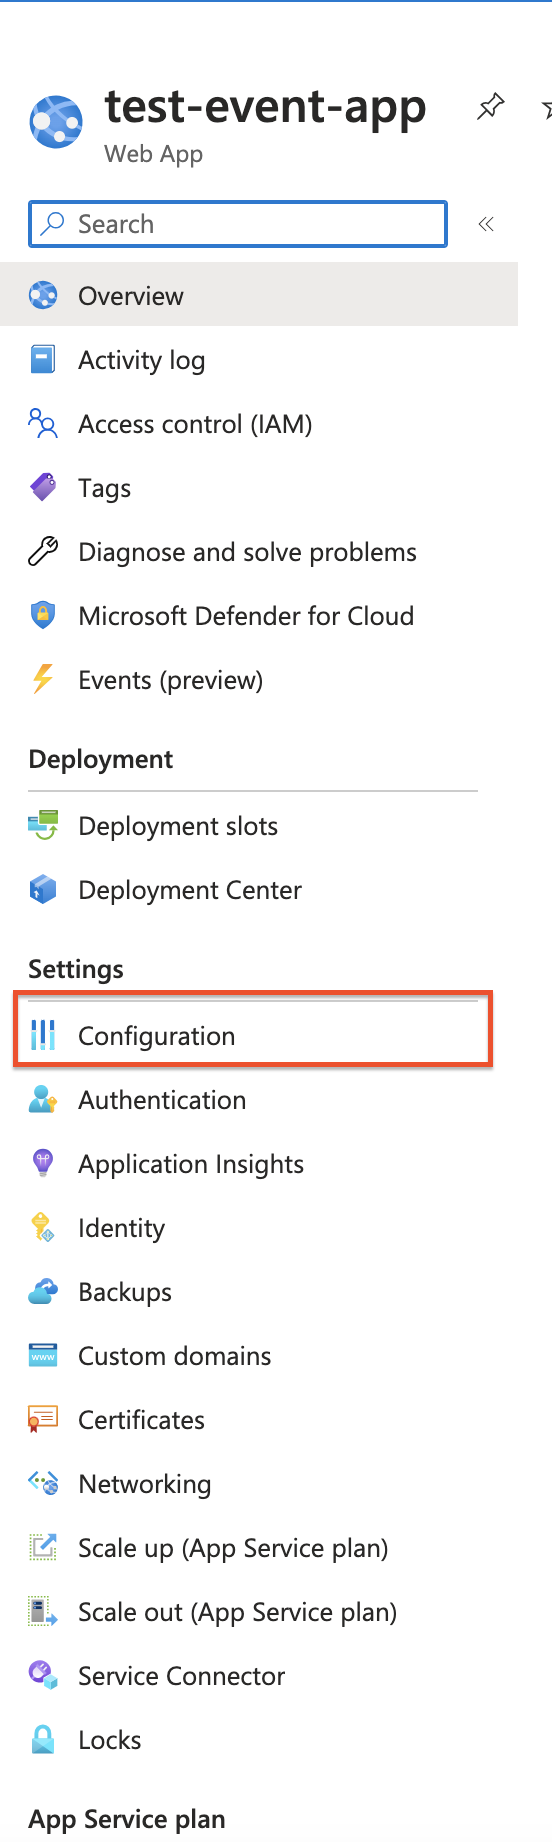 test-event-app
Web App
Search
Overview
Activity log
Access control (IAM)
Tags
Diagnose and solve problems
Microsoft Defender for Cloud
Events (preview)
Deployment
Deployment slots
Deployment Center
Settings
Configuration
Authentication
Application Insights
Identity
Backups
www
Custom domains
Certificates
Networking
Scale up (App Service plan)
Scale out (App Service plan)
Service Connector
Locks
App Service plan